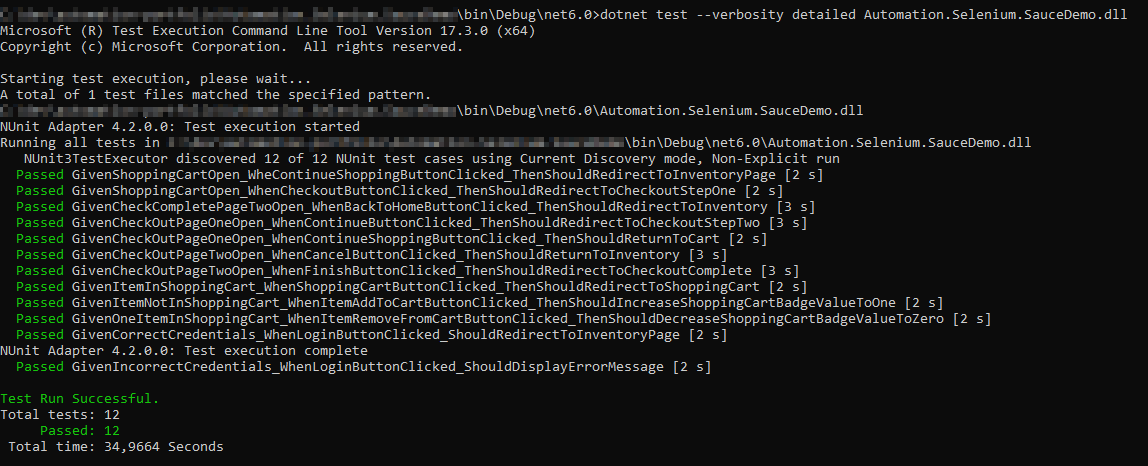 \bin\Debug\net6.0>dotnet test --verbosity detailed Automation.Selenium.SauceDemo.dll
Microsoft (R) Test Execution Command Line Tool Version 17.3.0 (x64)
Copyright (c) Microsoft Corporation.  All rights reserved.
Starting test execution, please wait...
A total of 1 test files matched the specified pattern.
\bin\Debug\net6.0\Automation.Selenium.SauceDemo.dll
NUnit Adapter 4.2.0.0: Test execution started
Running all tests in \bin\Debug\net6.0\Automation.Selenium.SauceDemo.dll
NUnit3TestExecutor discovered 12 of 12 NUnit test cases using Current Discovery mode, Non-Explicit run
Passed GivenShoppingCartOpen_WheContinueShoppingButtonClicked_ThenShouldRedirectToInventoryPage [2 s]
Passed GivenShoppingCartOpen_WhenCheckoutButtonClicked_ThenShouldRedirectToCheckoutStepOne [2 s]
Passed GivenCheckCompletePageTwoOpen_WhenBackToHomeButtonClicked_ThenShouldRedirectToInventory [3 s]
Passed GivenCheckOutPageOneOpen_WhenContinueButtonClicked_ThenShouldRedirectToCheckoutStepTwo [3 s]
Passed GivenCheckOutPageOneOpen_WhenContinueShoppingButtonClicked_ThenShouldReturnToCart [2 s]
Passed GivenCheckOutPageTwoOpen_WhenCancelButtonClicked_ThenShouldReturnToInventory [3 s]
Passed GivenCheckOutPageTwoOpen_WhenFinishButtonClicked_ThenShouldRedirectToCheckoutComplete [3 s]
Passed GivenItemInShoppingCart_WhenShoppingCartButtonClicked_ThenShouldRedirectToShoppingCart [2 s]
Passed GivenItemNotInShoppingCart_WhenItemAddToCartButtonClicked_ThenShouldIncreaseShoppingCartBadgeValueToOne [2 s]
Passed GivenOneItemInShoppingCart_WhenItemRemoveFromCartButtonClicked_ThenShouldDecreaseShoppingCartBadgeValueToZero [2 s]
Passed GivenCorrectCredentials_WhenLoginButtonClicked_ShouldRedirectToInventoryPage [2 s]
NUnit Adapter 4.2.0.0: Test execution complete
Passed GivenIncorrectCredentials_WhenLoginButtonClicked_ShouldDisplayErrorMessage [2 s]
Test Run Successful.
Total tests: 12
Passed: 12
Total time: 34,9664 Seconds